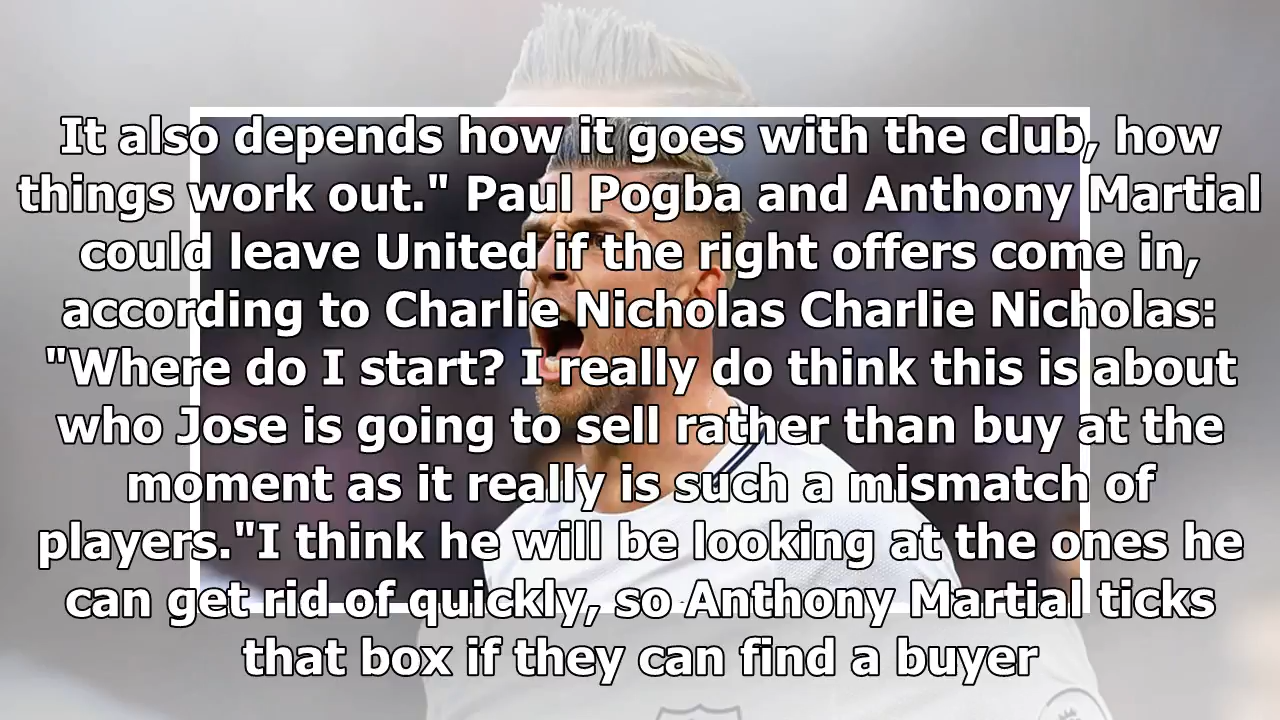 It also depends how it goes with the club, how
things work out." Paul Pogba and Anthony Martial
could leave United if the right offers come in,
according to Charlie Nicholas Charlie Nicholas:
"Where do I start? I really do think this is about
who Jose is going to sell rather than buy at the
moment as it really is such a mismatch of
players."I think he will be looking at the ones he
can get rid of quickly, so Anthony Martial ticks
that box if they can find a buyer